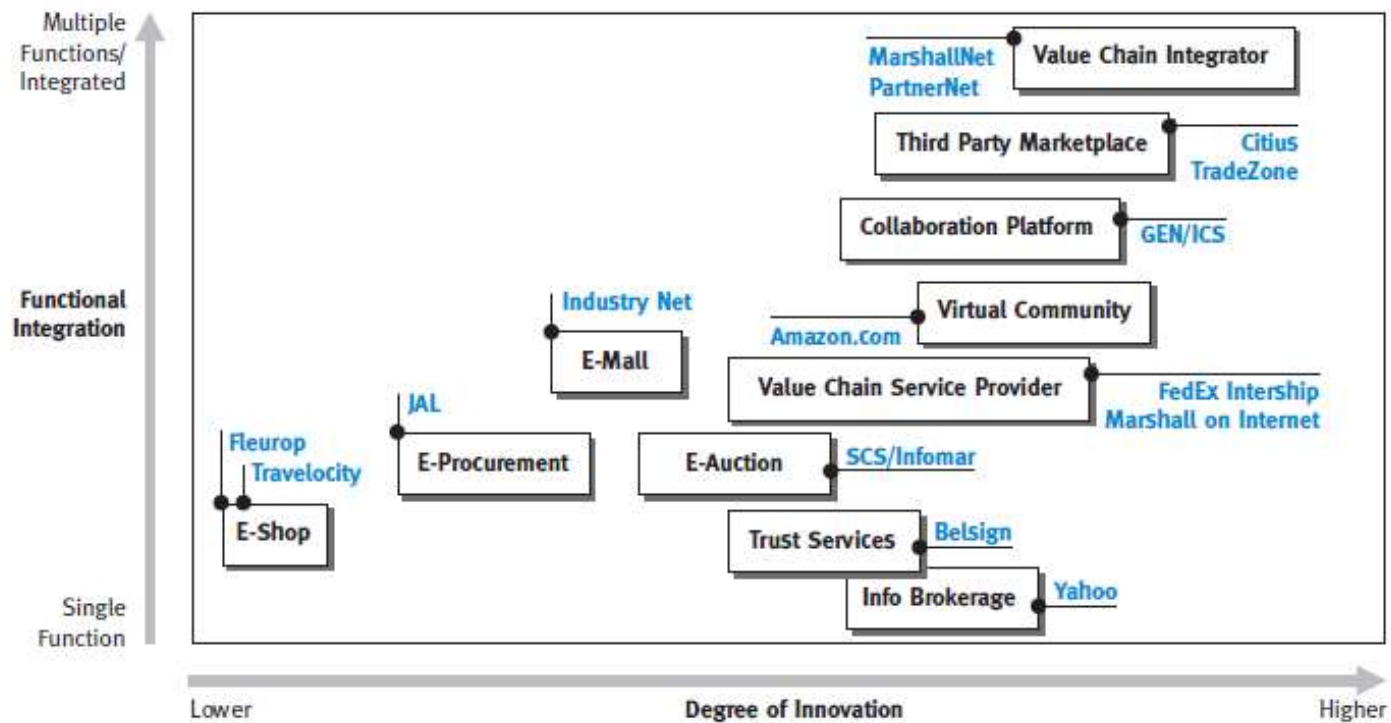 Multiple
Functions/
Integrated
MarshallNet
PartnerNet
Value Chain Integrator
Third Party Marketplace
Citius
TradeZone
Collaboration Platform
GEN/ICS
Functional
Integration
Industry Net
E-Mall
Virtual Community
Amazon.com
Value Chain Service Provider
FedEx Intership
Marshall on Internet
JAL
E-Procurement
Fleurop
Travelocity
E-Shop
E-Auction
SCS/Infomar
Trust Services
Belsign
Info Brokerage
Yahoo
Single
Function
Lower
Degree of Innovation
Higher